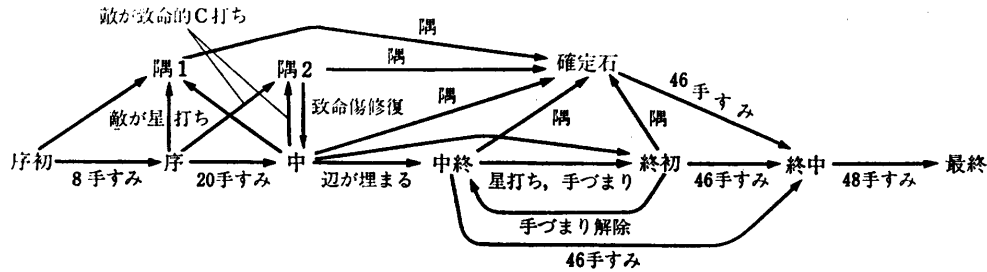 敵が致命的C打ち
隅
隅1
隅2
隅
確定石
46手すみ
敵が星打ち
致命傷修復
隅
隅
隅
序初
序
中
中終
終初
終中
最終
8手すみ
20手すみ
辺が埋まる
星打ち，手づまり
46手すみ
48手すみ
手づまり解除
46手すみ